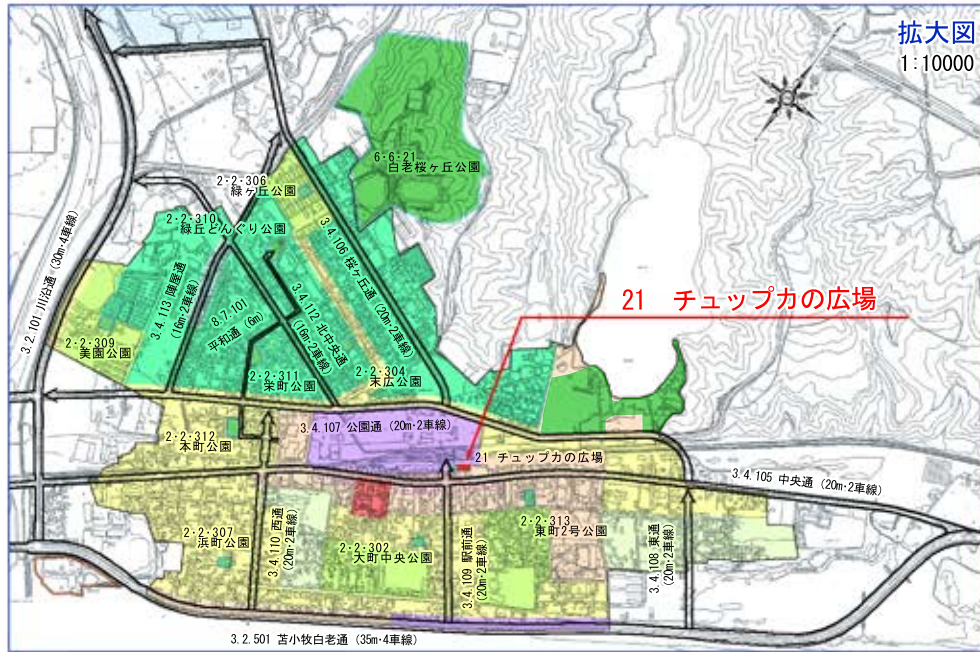 拡大図
1:10000
6・6・21
白老桜ヶ丘公園
2・2・306
緑ヶ丘公園
2・2・310
緑丘どんぐり公園
3.4.106 桜ヶ丘通 (20m・2車線)
3.2.101 川沿通 (30m・4車線)
3.4.113 陣屋通
(16m・2車線)
8.7.101
平和通 (6m)
3.4.112 北中央通
(16m・2車線)
21 チュップカの広場
2・2・309
美園公園
2・2・311
栄町公園
2・2・304
末広公園
3.4.107 公園通 (20m・2車線)
2・2・312
本町公園
21 チュップカの広場
3.4.105 中央通 (20m・2車線)
2・2・307
浜町公園
3.4.110 西通
(20m・2車線)
2・2・302
大町中央公園
3.4.109 駅前通
(20m・2車線)
2・2・313
東町2号公園
3.4.108 東通
(20m・2車線)
3.2.501 苫小牧白老通 (35m・4車線)